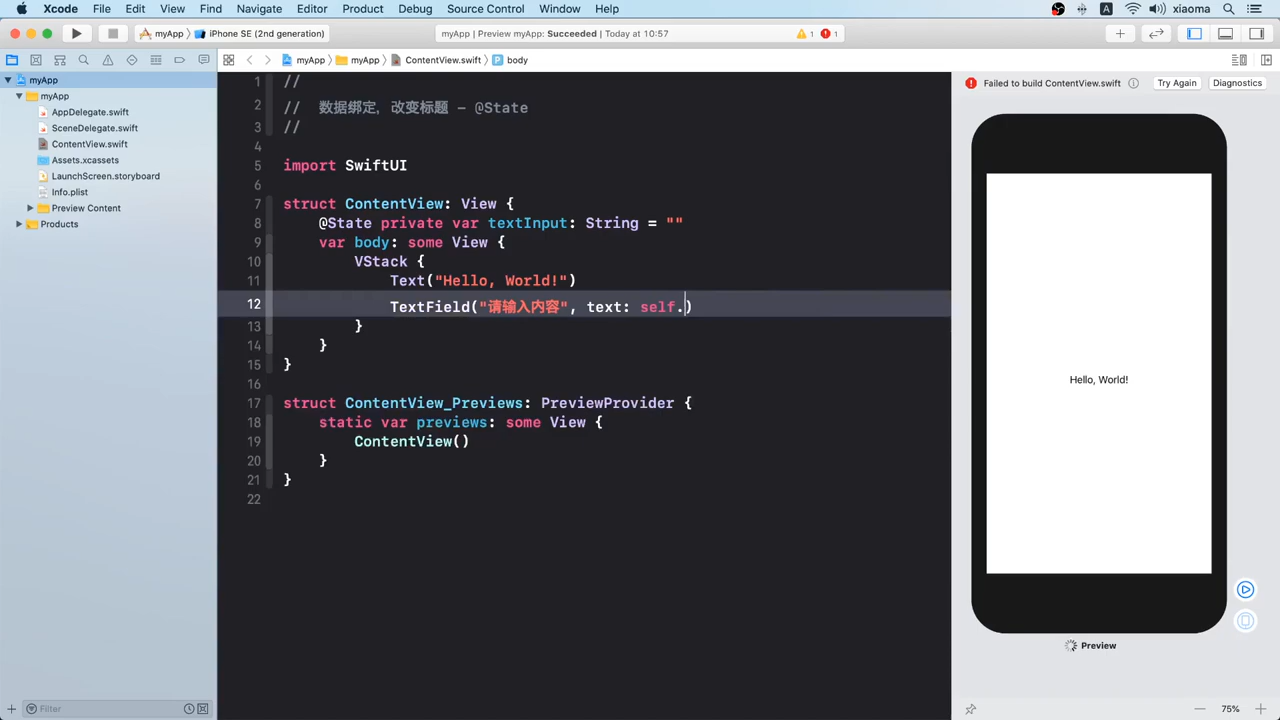 Xcode File Edit View Find Navigate Editor Product Debug Source Control Window Help A xiaoma
myApp iPhone SE (2nd generation) myApp | Preview myApp: Succeeded | Today at 10:57 1 1
myApp myApp ContentView.swift P body
myApp
myApp
AppDelegate.swift
SceneDelegate.swift
ContentView.swift
Assets.xcassets
LaunchScreen.storyboard
Info.plist
Preview Content
Products
Filter
1 //
2 // 数据绑定，改变标题 - @State
3 //
4
5 import SwiftUI
6
7 struct ContentView: View {
8 @State private var textInput: String = ""
9 var body: some View {
10 VStack {
11 Text("Hello, World!")
12 TextField("请输入内容", text: self.)
13 }
14 }
15 }
16
17 struct ContentView_Previews: PreviewProvider {
18 static var previews: some View {
19 ContentView()
20 }
21 }
22
Failed to build ContentView.swift Try Again Diagnostics
Hello, World!
Preview
75%